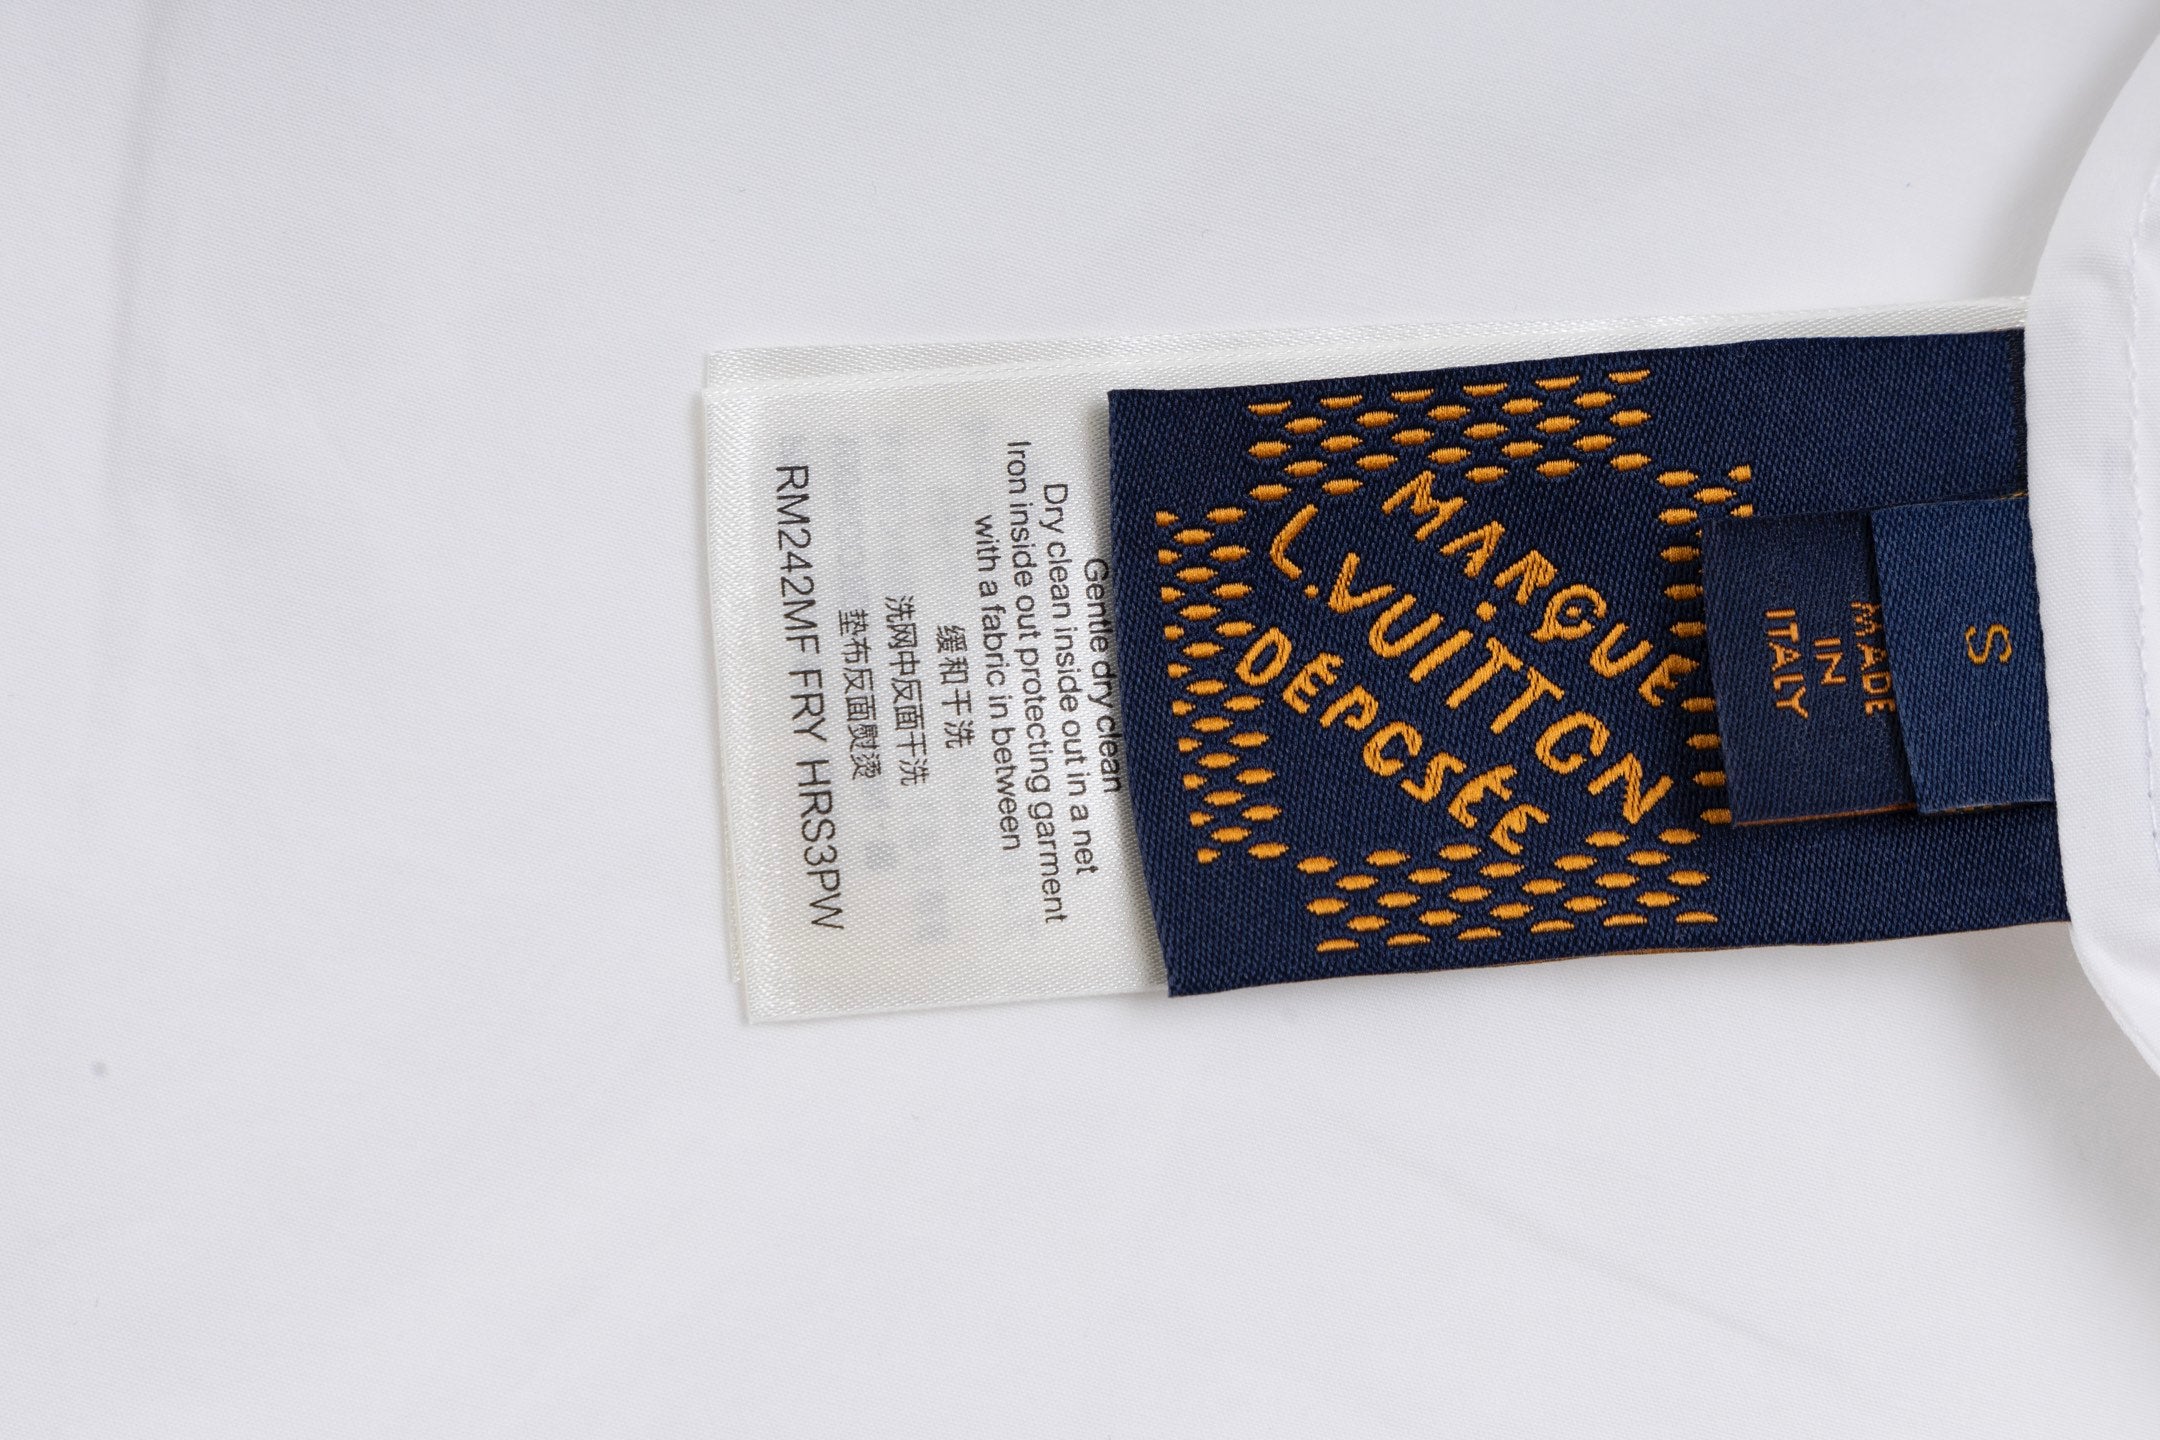 MARQUE
L.VUITTON
DÉPOSÉE
MADE
IN
ITALY
S
Gentle dry clean
Dry clean inside out in a net
Iron inside out protecting garment
with a fabric in between
缓和干洗
洗网中反面干洗
垫布反面熨烫
RM242MF FRY HRS3PW